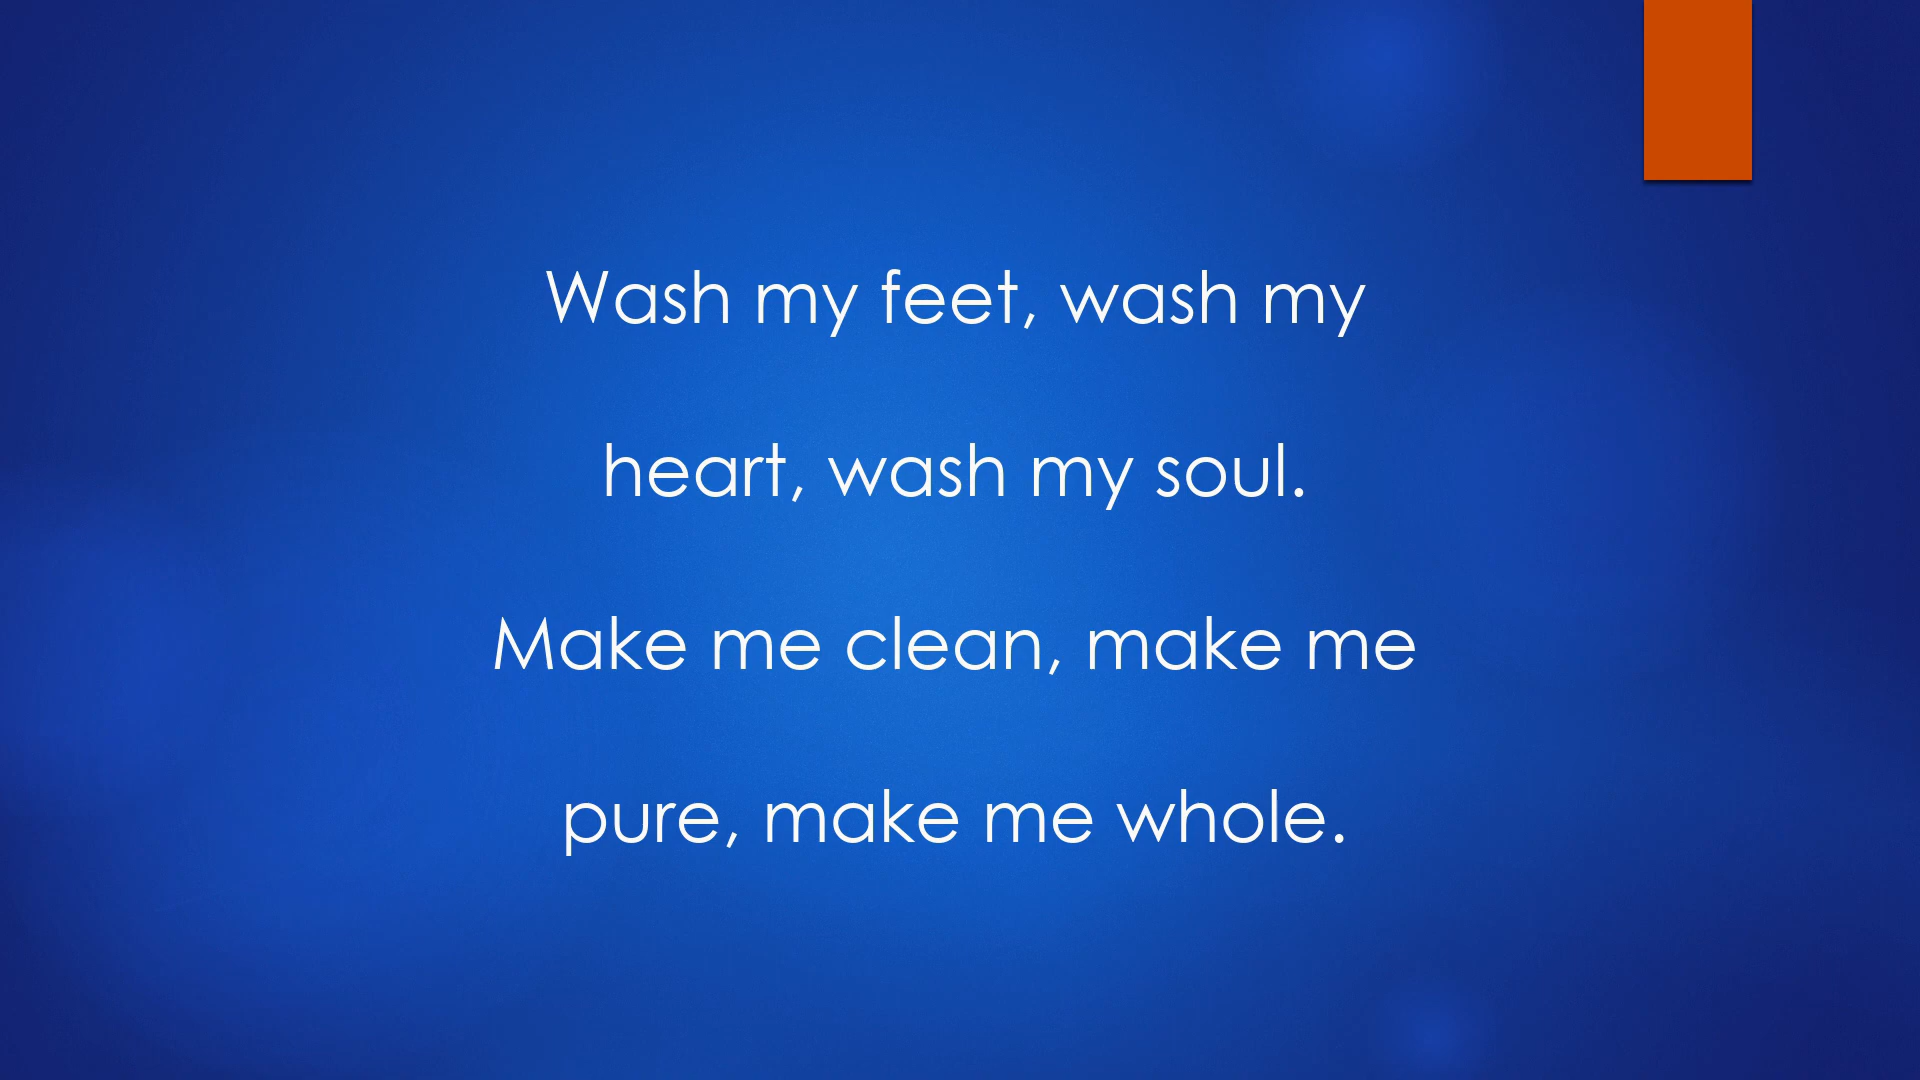 Wash my feet, wash my
heart, wash my soul.
Make me clean, make me
pure, make me whole.